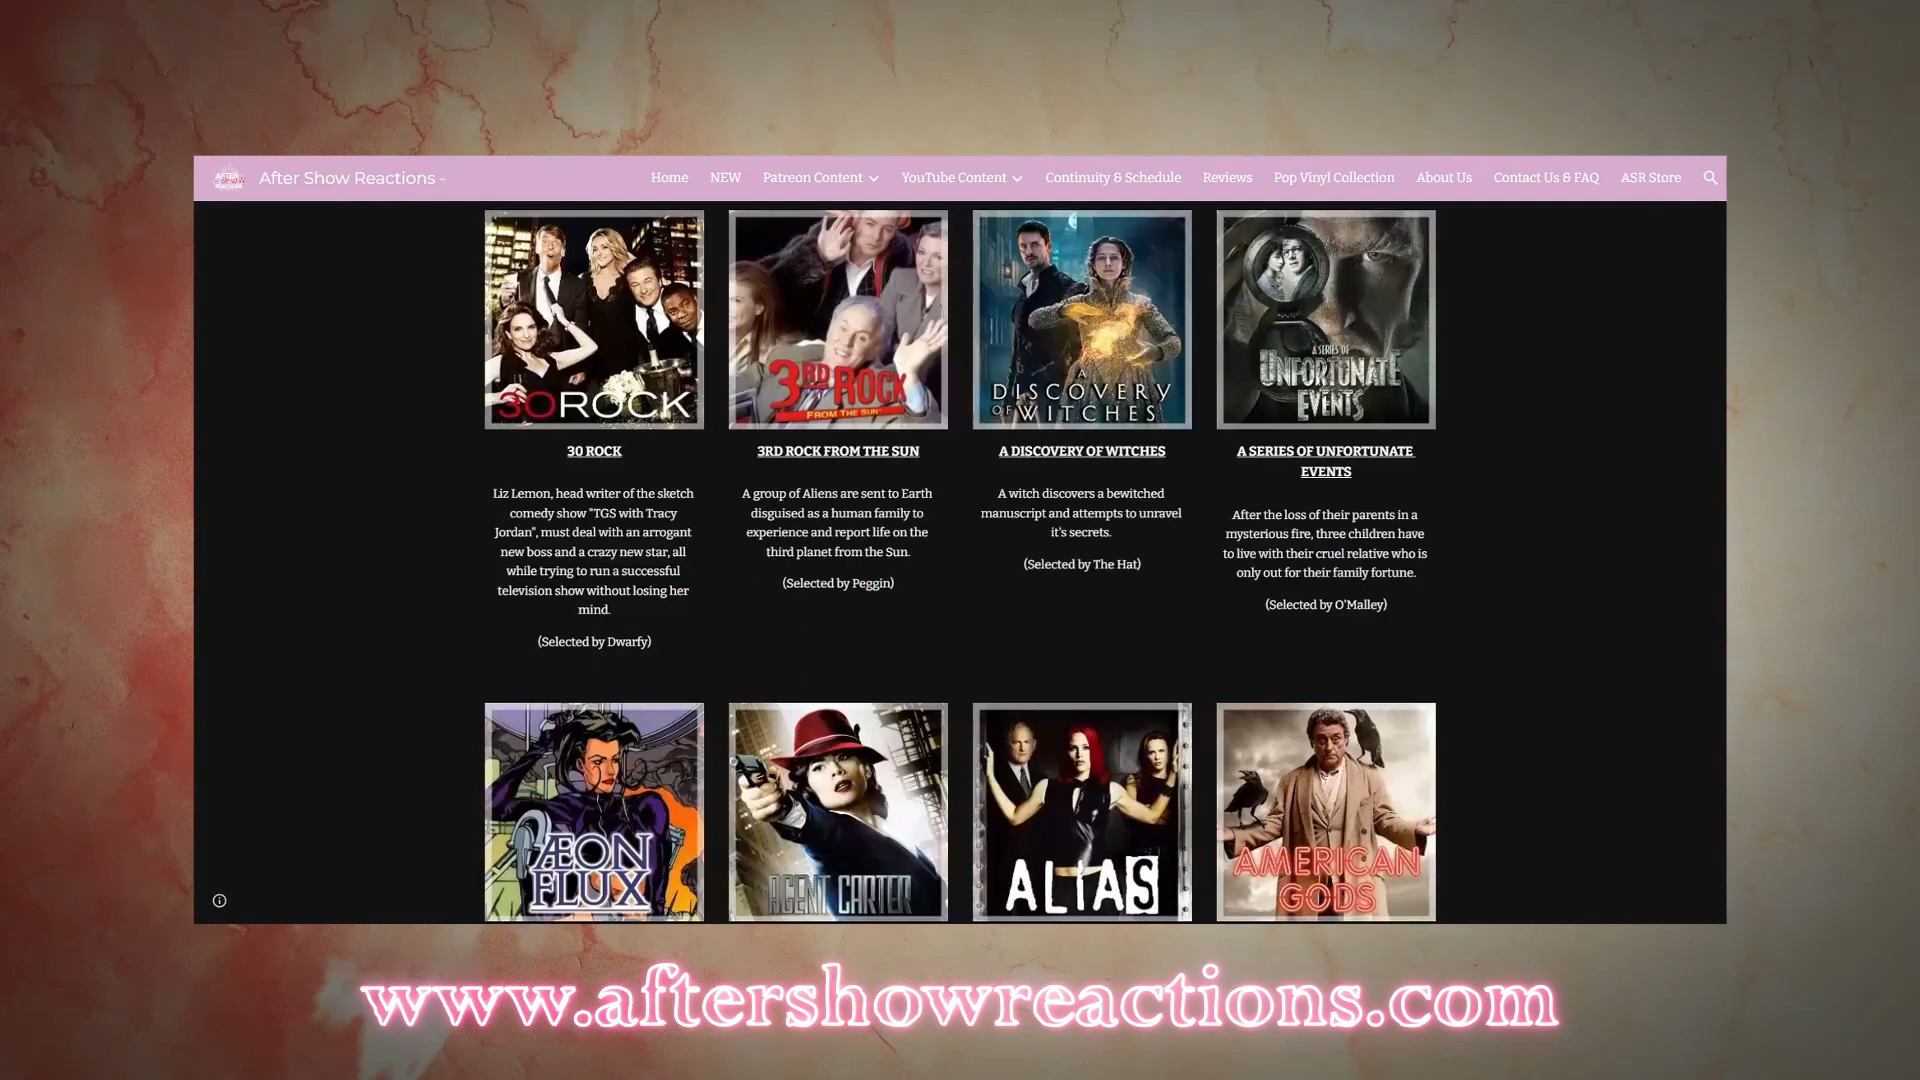 AFTER
SHOW
REACTIONS
After Show Reactions -
Home
NEW
Patreon Content
YouTube Content
Continuity & Schedule
Reviews
Pop Vinyl Collection
About Us
Contact Us & FAQ
ASR Store
30ROCK
3RD ROCK
FROM THE SUN
A
DISCOVERY
OF WITCHES
A SERIES OF
UNFORTUNATE
EVENTS
30 ROCK
Liz Lemon, head writer of the sketch
comedy show "TGS with Tracy
Jordan", must deal with an arrogant
new boss and a crazy new star, all
while trying to run a successful
television show without losing her
mind.
(Selected by Dwarfy)
3RD ROCK FROM THE SUN
A group of Aliens are sent to Earth
disguised as a human family to
experience and report life on the
third planet from the Sun.
(Selected by Peggin)
A DISCOVERY OF WITCHES
A witch discovers a bewitched
manuscript and attempts to unravel
it's secrets.
(Selected by The Hat)
A SERIES OF UNFORTUNATE
EVENTS
After the loss of their parents in a
mysterious fire, three children have
to live with their cruel relative who is
only out for their family fortune.
(Selected by O'Malley)
ÆON
FLUX
AGENT CARTER
ALIAS
AMERICAN
GODS
www.aftershowreactions.com